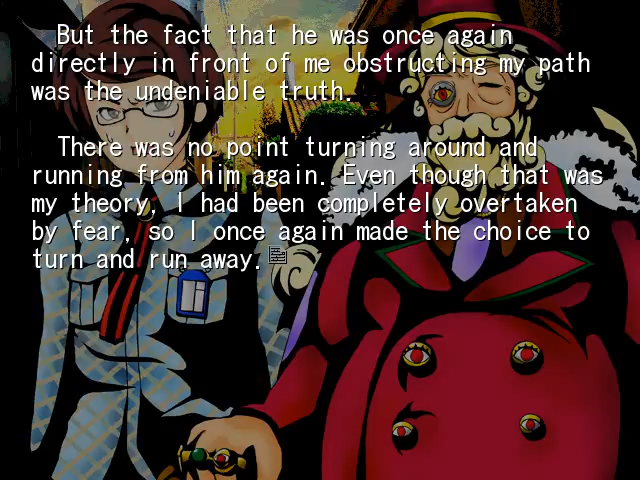 But the fact that he was once again
directly in front of me obstructing my path
was the undeniable truth.
There was no point turning around and
running from him again. Even though that was
my theory, I had been completely overtaken
by fear, so I once again made the choice to
turn and run away.